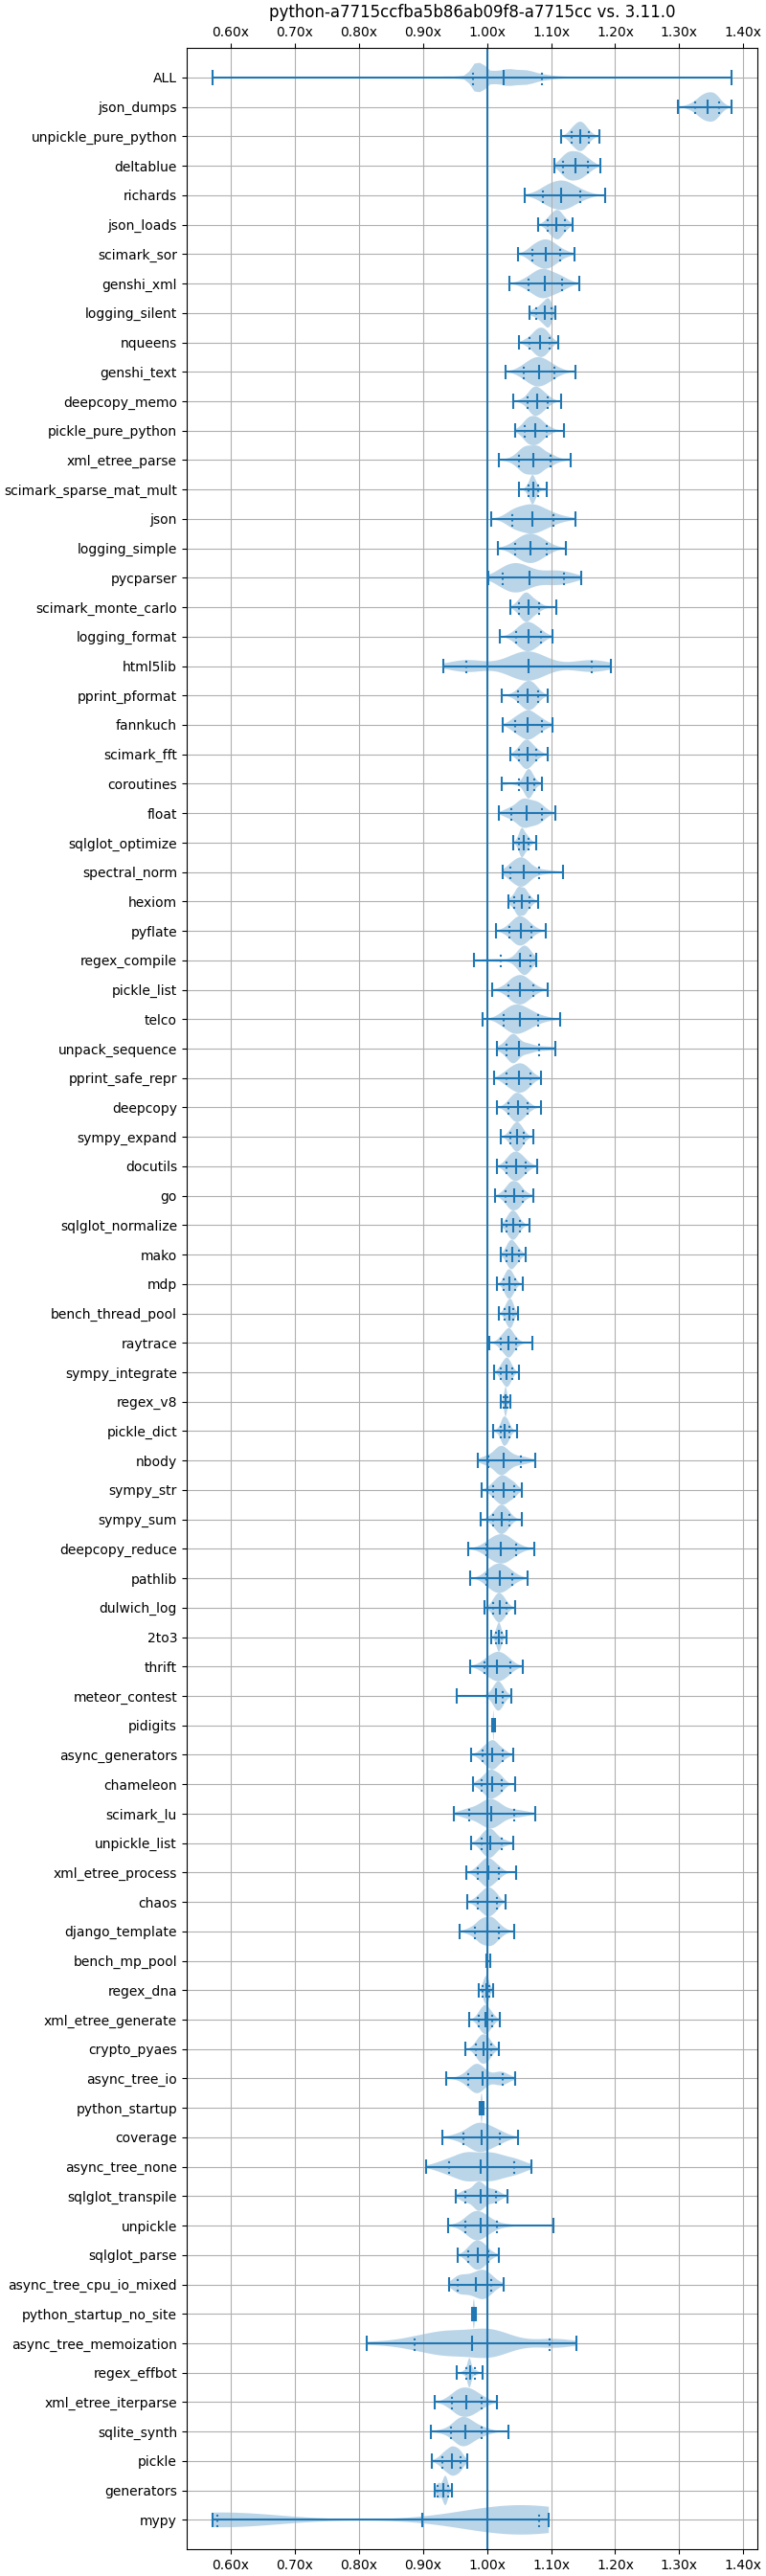 python-a7715ccfba5b86ab09f8-a7715cc vs. 3.11.0
0.60x 0.70x 0.80x 0.90x 1.00x 1.10x 1.20x 1.30x 1.40x
ALL
json_dumps
unpickle_pure_python
deltablue
richards
json_loads
scimark_sor
genshi_xml
logging_silent
nqueens
genshi_text
deepcopy_memo
pickle_pure_python
xml_etree_parse
scimark_sparse_mat_mult
json
logging_simple
pycparser
scimark_monte_carlo
logging_format
html5lib
pprint_pformat
fannkuch
scimark_fft
coroutines
float
sqlglot_optimize
spectral_norm
hexiom
pyflate
regex_compile
pickle_list
telco
unpack_sequence
pprint_safe_repr
deepcopy
sympy_expand
docutils
go
sqlglot_normalize
mako
mdp
bench_thread_pool
raytrace
sympy_integrate
regex_v8
pickle_dict
nbody
sympy_str
sympy_sum
deepcopy_reduce
pathlib
dulwich_log
2to3
thrift
meteor_contest
pidigits
async_generators
chameleon
scimark_lu
unpickle_list
xml_etree_process
chaos
django_template
bench_mp_pool
regex_dna
xml_etree_generate
crypto_pyaes
async_tree_io
python_startup
coverage
async_tree_none
sqlglot_transpile
unpickle
sqlglot_parse
async_tree_cpu_io_mixed
python_startup_no_site
async_tree_memoization
regex_effbot
xml_etree_iterparse
sqlite_synth
pickle
generators
mypy
0.60x 0.70x 0.80x 0.90x 1.00x 1.10x 1.20x 1.30x 1.40x